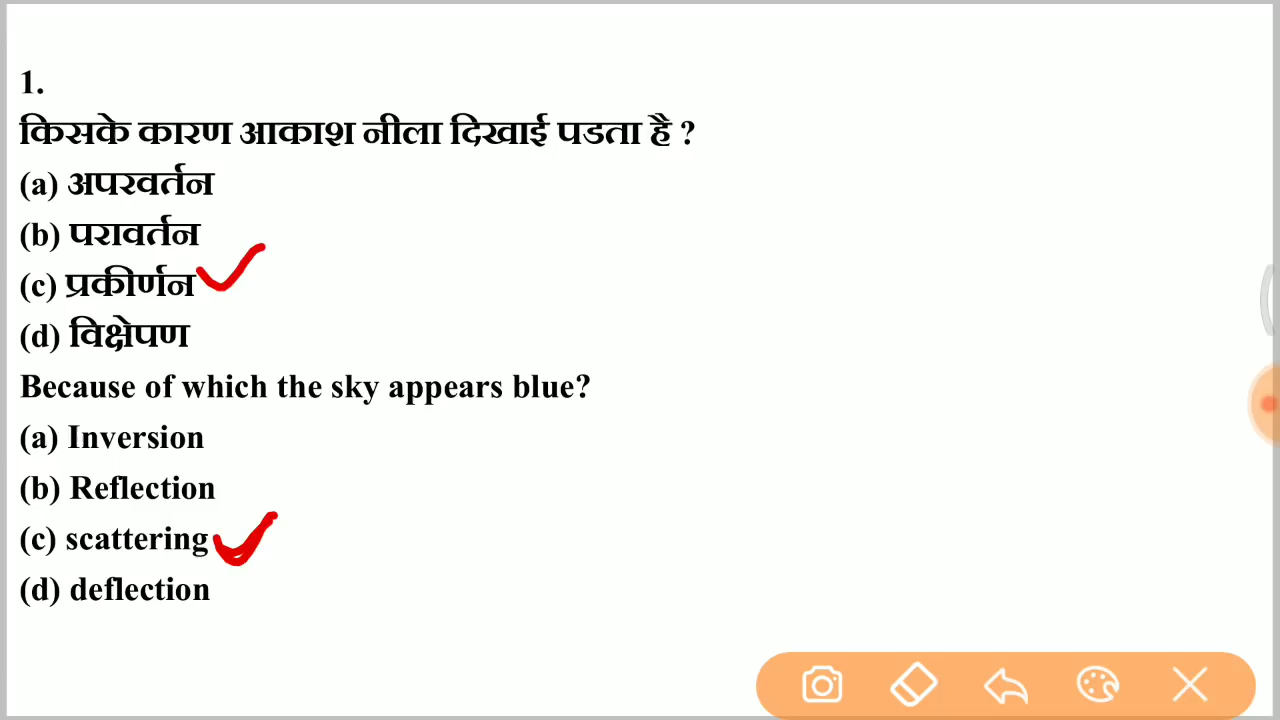 1.
किसके कारण आकाश नीला दिखाई पडता है ?
(a) अपरवर्तन
(b) परावर्तन
(c) प्रकीर्णन
(d) विक्षेपण
Because of which the sky appears blue?
(a) Inversion
(b) Reflection
(c) scattering
(d) deflection